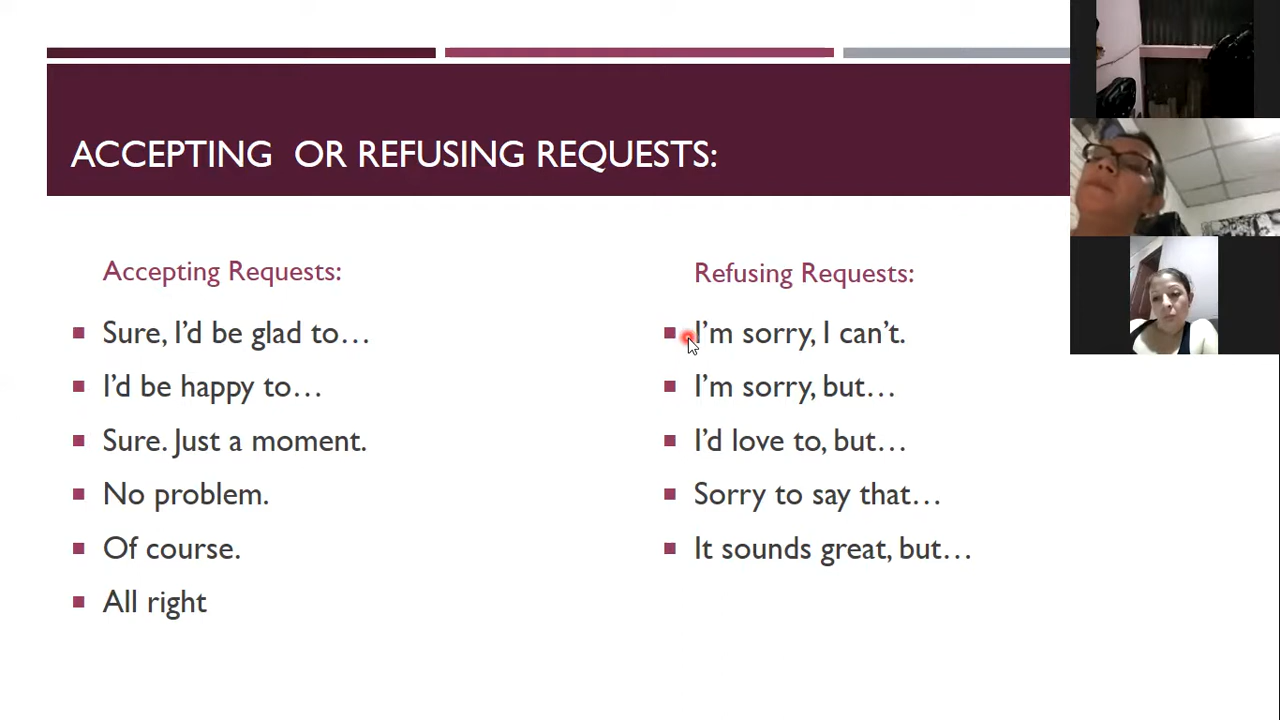 ACCEPTING OR REFUSING REQUESTS:
Accepting Requests:
Sure, I'd be glad to…
I'd be happy to…
Sure. Just a moment.
No problem.
Of course.
All right
Refusing Requests:
I'm sorry, I can't.
I'm sorry, but…
I'd love to, but…
Sorry to say that…
It sounds great, but…